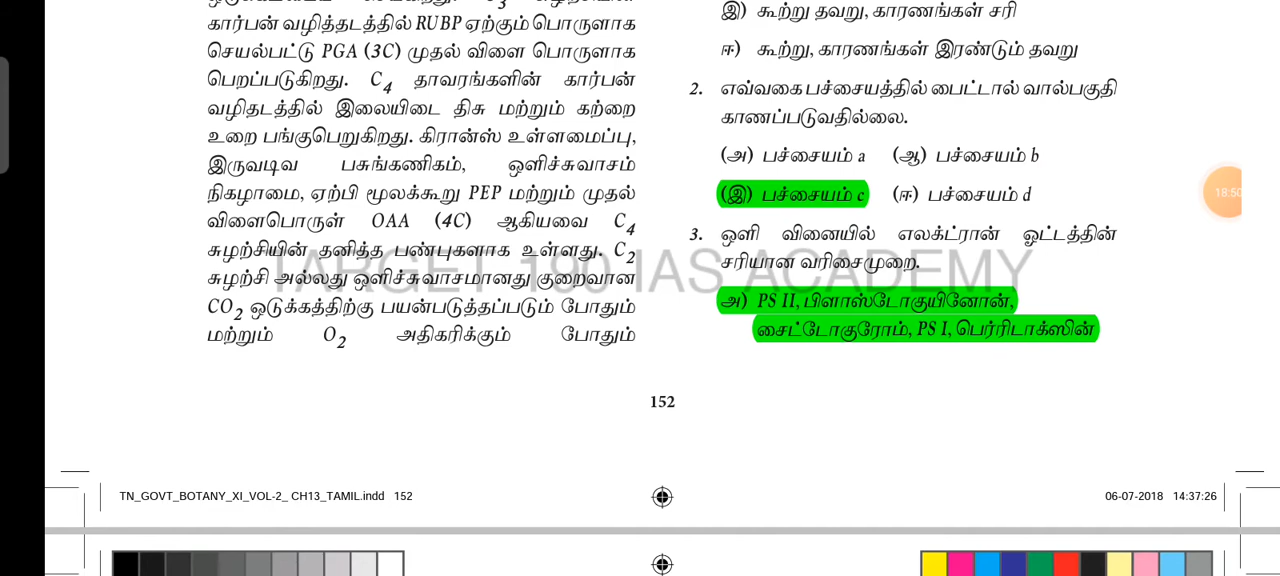 கார்பன் வழித்தடத்தில் RUBP ஏற்கும் பொருளாக
செயல்பட்டு PGA (3C) முதல் விளை பொருளாக
பெறப்படுகிறது. C4 தாவரங்களின் கார்பன்
வழிதடத்தில் இலையிடை திசு மற்றும் கற்றை
உறை பங்குபெறுகிறது. கிரான்ஸ் உள்ளமைப்பு,
இருவடிவ பசுங்கணிகம், ஒளிச்சுவாசம்
நிகழாமை, ஏற்பி மூலக்கூறு PEP மற்றும் முதல்
விளைபொருள் OAA (4C) ஆகியவை C4
சுழற்சியின் தனித்த பண்புகளாக உள்ளது. C2
சுழற்சி அல்லது ஒளிச்சுவாசமானது குறைவான
CO2 ஒடுக்கத்திற்கு பயன்படுத்தப்படும் போதும்
மற்றும் O2 அதிகரிக்கும் போதும்
இ) கூற்று தவறு, காரணங்கள் சரி
ஈ) கூற்று, காரணங்கள் இரண்டும் தவறு
2. எவ்வகை பச்சையத்தில் பைட்டால் வால்பகுதி
காணப்படுவதில்லை.
(அ) பச்சையம் a (ஆ) பச்சையம் b
(இ) பச்சையம் c (ஈ) பச்சையம் d
3. ஒளி வினையில் எலக்ட்ரான் ஓட்டத்தின்
சரியான வரிசைமுறை.
அ) PS II, பிளாஸ்டோகுயினோன்,
சைட்டோகுரோம், PS I, பெர்ரிடாக்ஸின்
TARGET 190 IAS ACADEMY
18:50
152
TN_GOVT_BOTANY_XI_VOL-2_ CH13_TAMIL.indd 152
06-07-2018 14:37:26